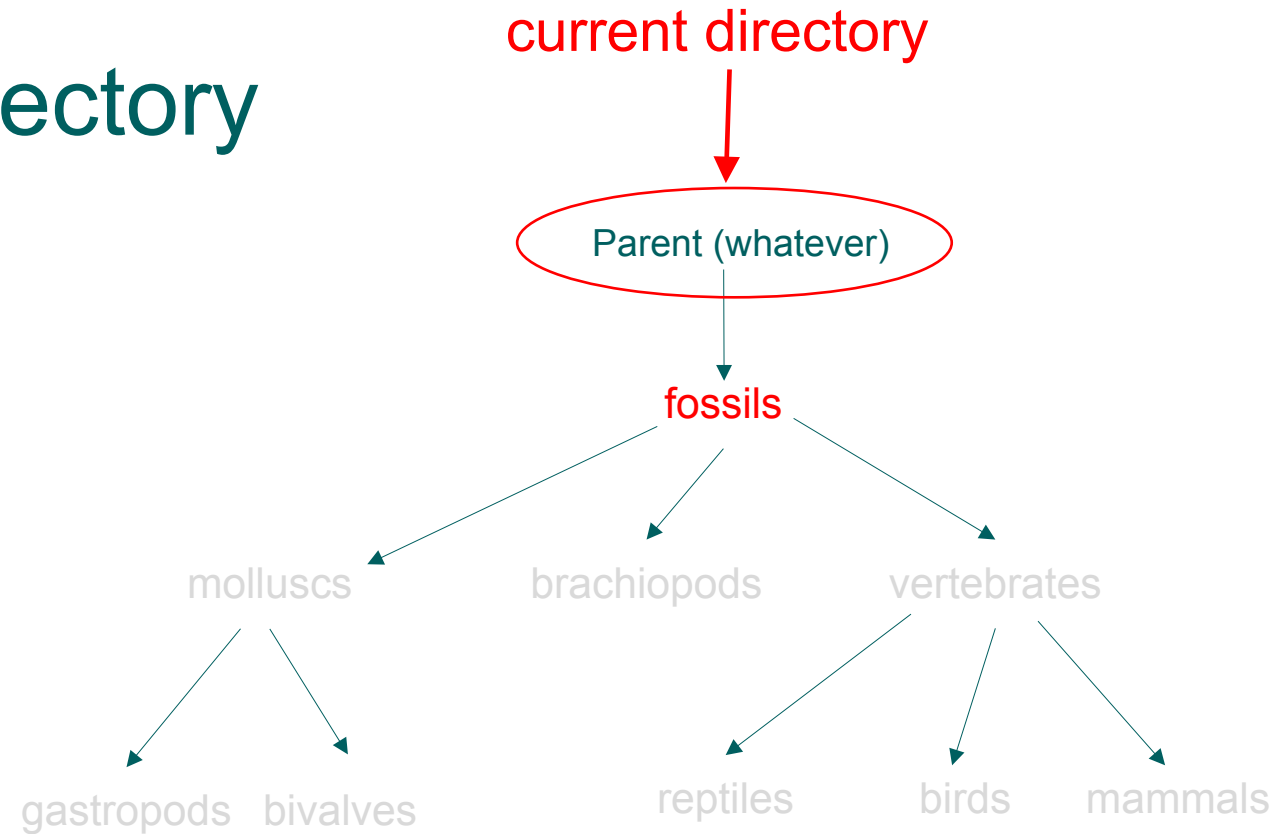 current directory
ectory
Parent (whatever)
fossils
molluscs brachiopods vertebrates
gastropods bivalves reptiles birds mammals